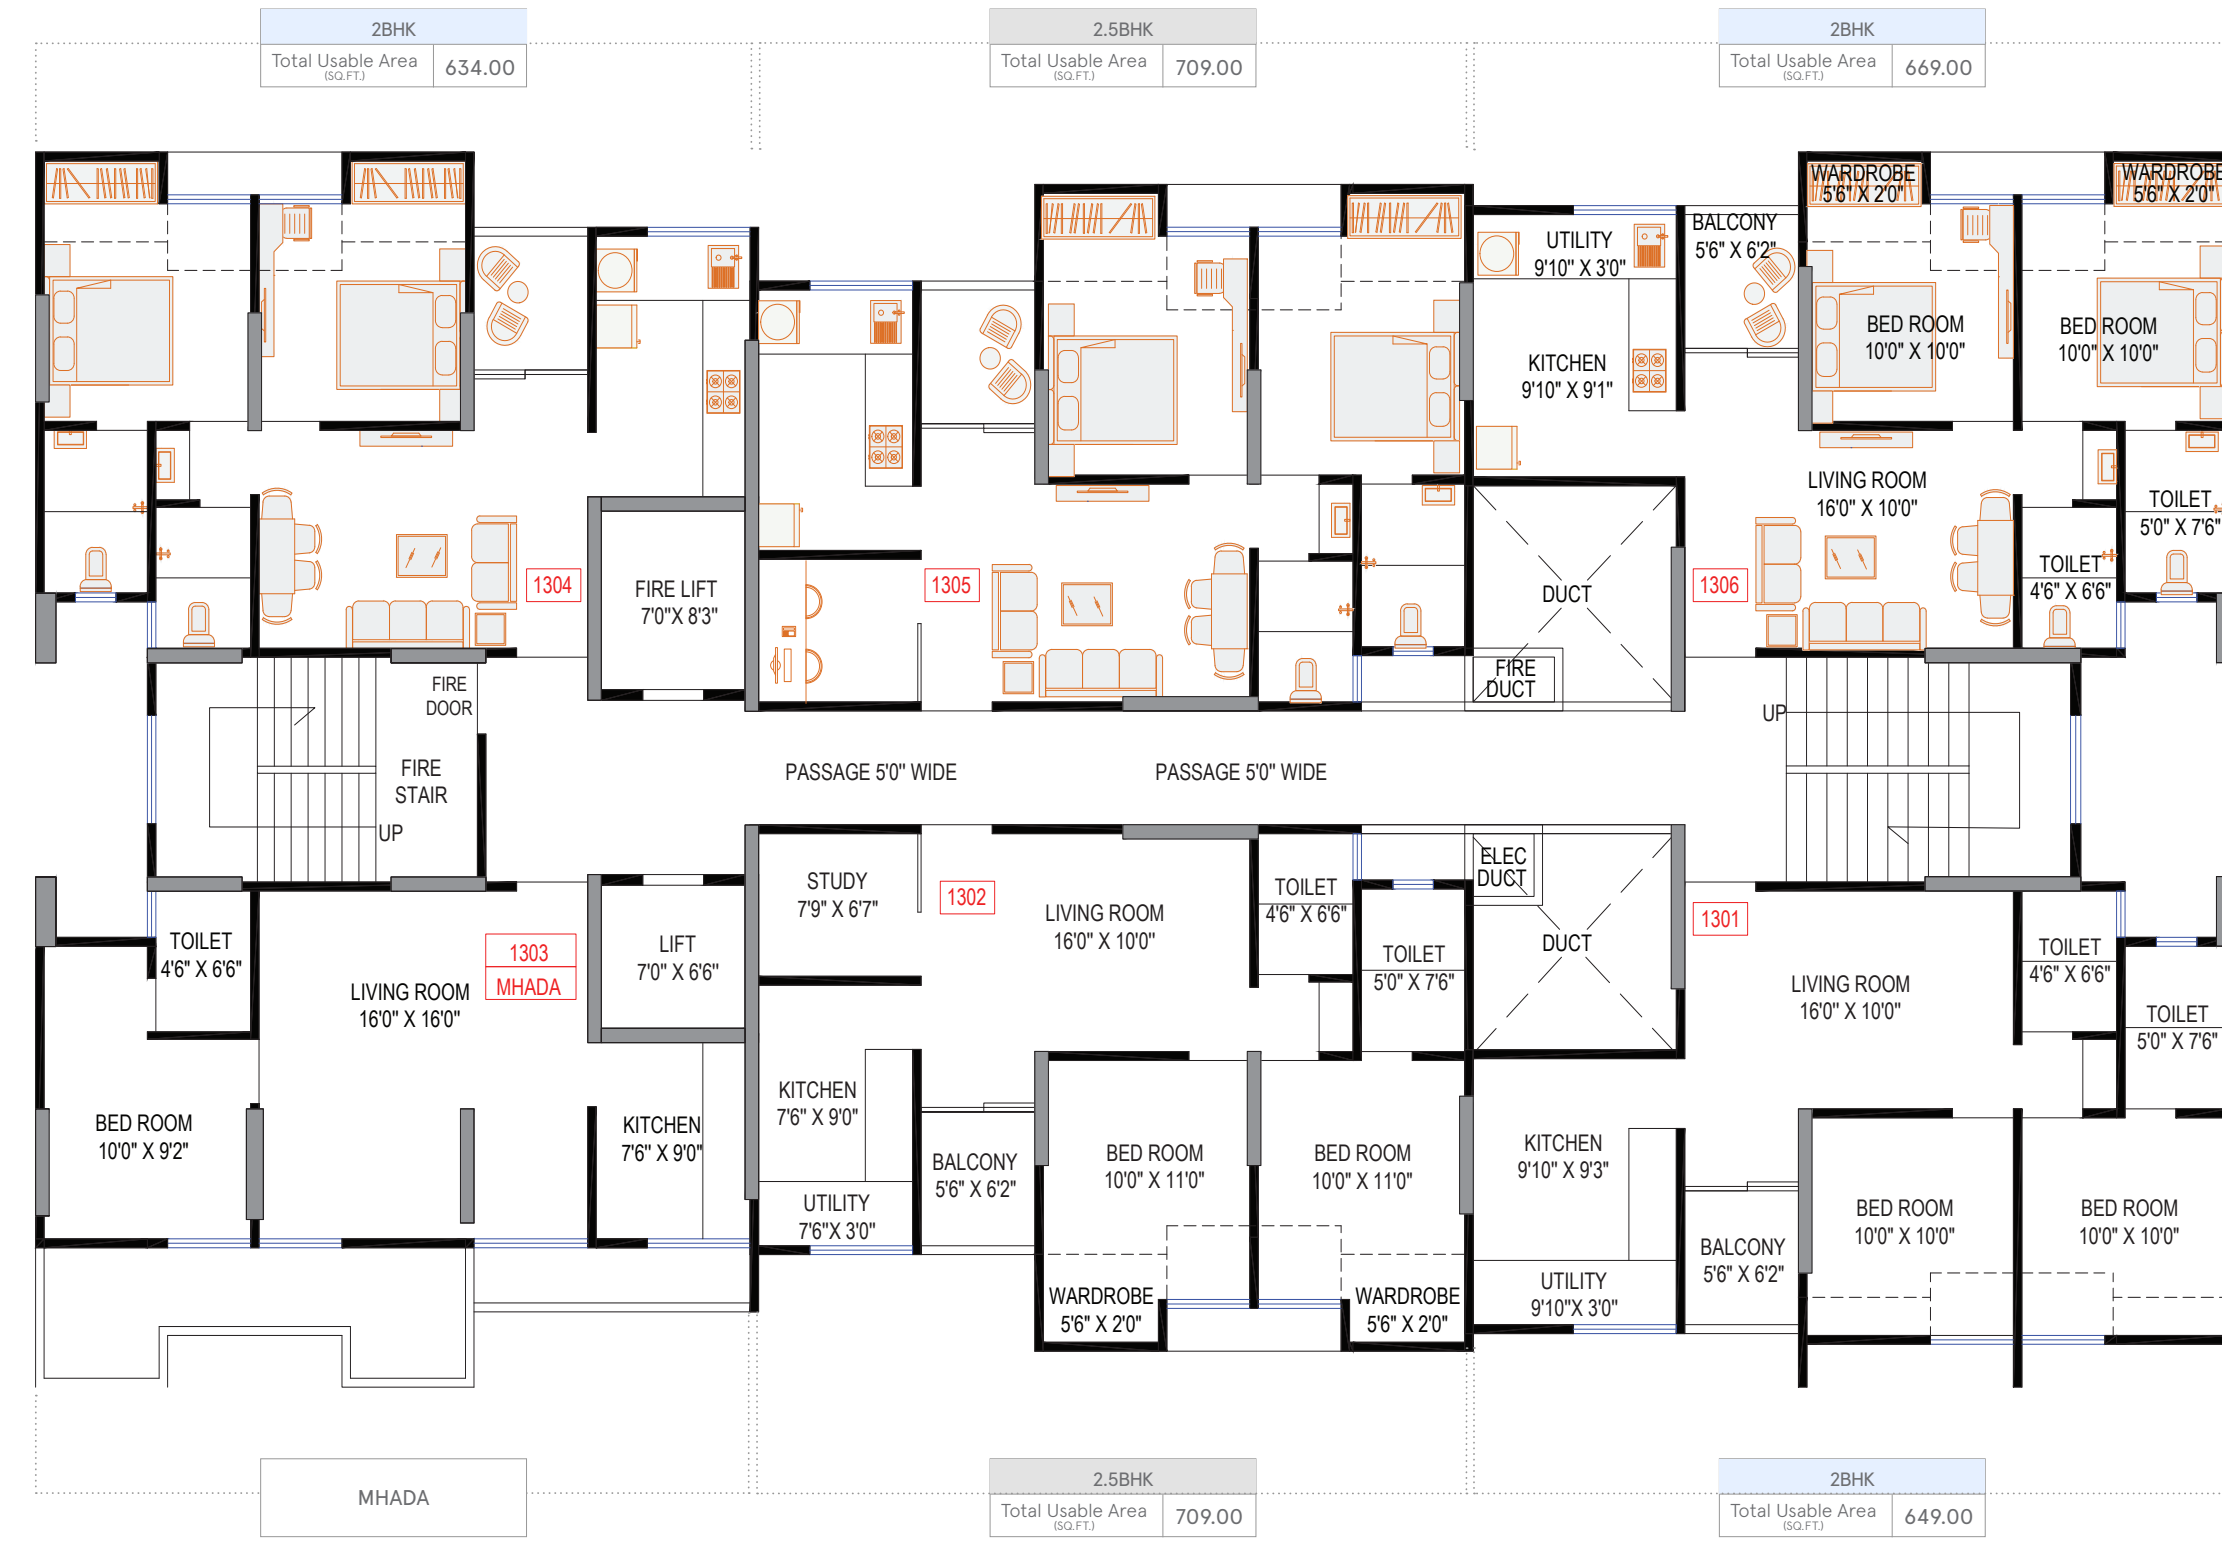 2BHK
Total Usable Area
(SQ.FT.)
634.00
2.5BHK
Total Usable Area
(SQ.FT.)
709.00
2BHK
Total Usable Area
(SQ.FT.)
669.00
WARDROBE
5'6" X 2'0"
WARDROBE
5'6" X 2'0"
UTILITY
9'10" X 3'0"
BALCONY
5'6" X 6'2"
BED ROOM
10'0" X 10'0"
BED ROOM
10'0" X 10'0"
KITCHEN
9'10" X 9'1"
LIVING ROOM
16'0" X 10'0"
TOILET
5'0" X 7'6"
TOILET
4'6" X 6'6"
1304
FIRE LIFT
7'0"X 8'3"
1305
DUCT
1306
FIRE
DUCT
FIRE
DOOR
FIRE
STAIR
UP
PASSAGE 5'0" WIDE
PASSAGE 5'0" WIDE
UP
TOILET
4'6" X 6'6"
1303
MHADA
LIVING ROOM
16'0" X 16'0"
LIFT
7'0" X 6'6"
STUDY
7'9" X 6'7"
1302
LIVING ROOM
16'0" X 10'0"
TOILET
4'6" X 6'6"
TOILET
5'0" X 7'6"
ELEC
DUCT
DUCT
1301
LIVING ROOM
16'0" X 10'0"
TOILET
4'6" X 6'6"
TOILET
5'0" X 7'6"
BED ROOM
10'0" X 9'2"
KITCHEN
7'6" X 9'0"
KITCHEN
7'6" X 9'0"
UTILITY
7'6"X 3'0"
BALCONY
5'6" X 6'2"
BED ROOM
10'0" X 11'0"
BED ROOM
10'0" X 11'0"
KITCHEN
9'10" X 9'3"
UTILITY
9'10"X 3'0"
BALCONY
5'6" X 6'2"
BED ROOM
10'0" X 10'0"
BED ROOM
10'0" X 10'0"
WARDROBE
5'6" X 2'0"
WARDROBE
5'6" X 2'0"
MHADA
2.5BHK
Total Usable Area
(SQ.FT.)
709.00
2BHK
Total Usable Area
(SQ.FT.)
649.00